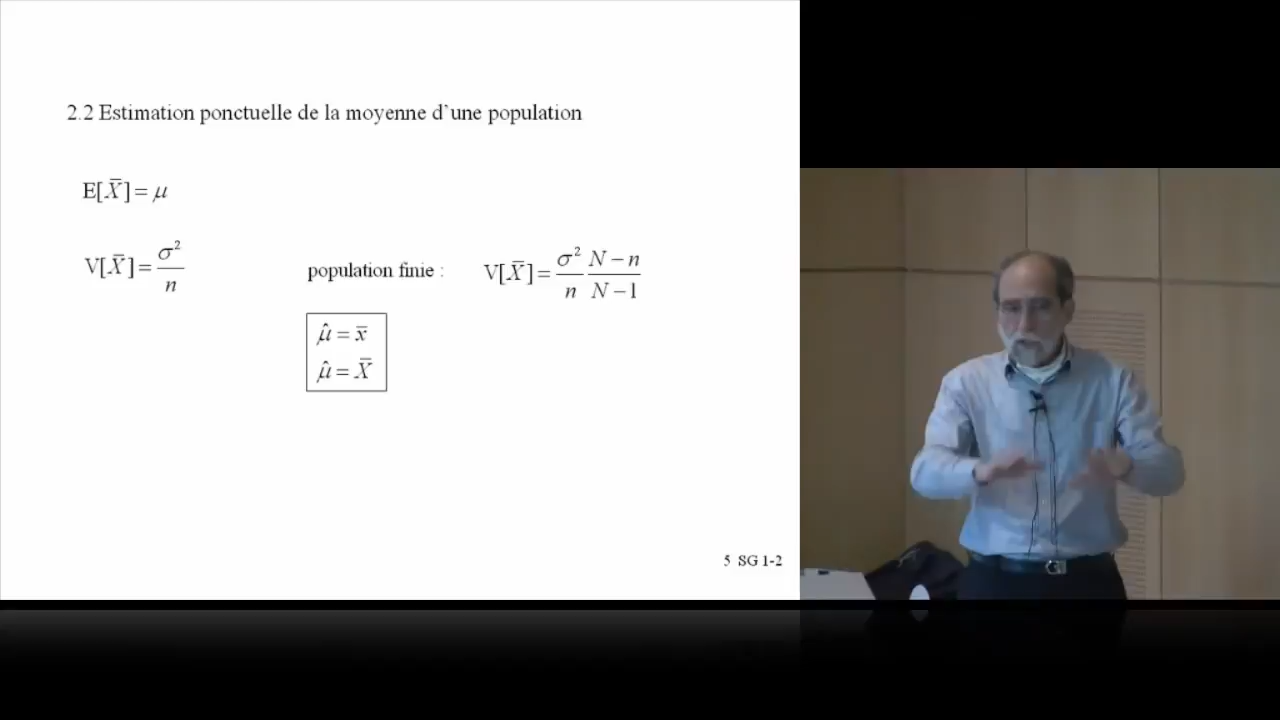 2.2 Estimation ponctuelle de la moyenne d'une population
E[X̄] = μ
V[X̄] = σ²/n
population finie : V[X̄] = σ²/n N − n/N − 1
μ̂ = x̄
μ̂ = X̄
5 SG 1-2